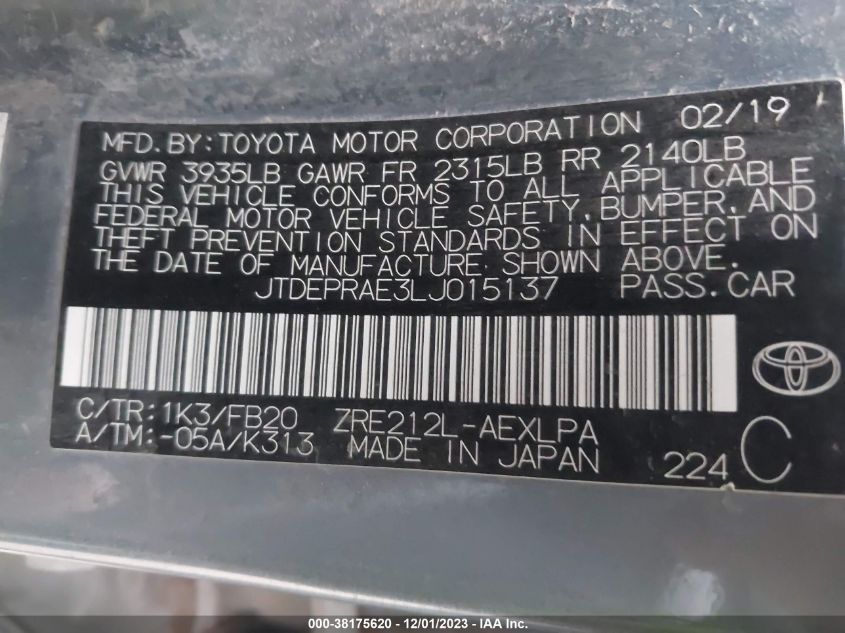 MFD. BY: TOYOTA MOTOR CORPORATION 02/19
GVWR 3935LB GAWR FR 2315LB RR 2140LB
THIS VEHICLE CONFORMS TO ALL APPLICABLE
FEDERAL MOTOR VEHICLE SAFETY, BUMPER, AND
THEFT PREVENTION STANDARDS IN EFFECT ON
THE DATE OF MANUFACTURE SHOWN ABOVE.
JTDEPRAE3LJ015137 PASS. CAR
C/TR: 1K3/FB20 ZRE212L-AEXLPA
A/TM: -05A/K313 MADE IN JAPAN 224 C
000-38175620 - 12/01/2023 - IAA Inc.